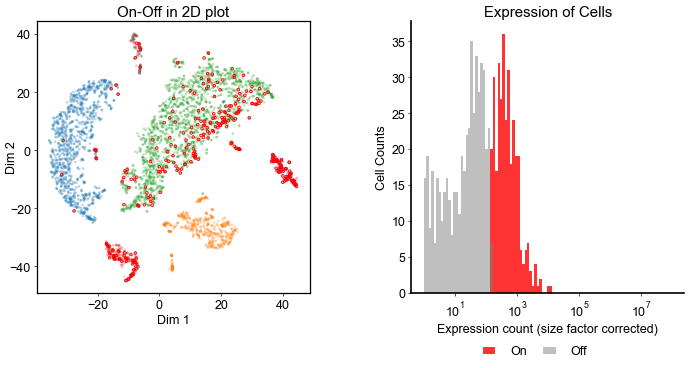 On-Off in 2D plot
40
20
0
−20
−40
Dim 2
−20
0
20
40
Dim 1
Expression of Cells
35
30
25
20
15
10
5
0
Cell Counts
10^1
10^3
10^5
10^7
Expression count (size factor corrected)
On
Off